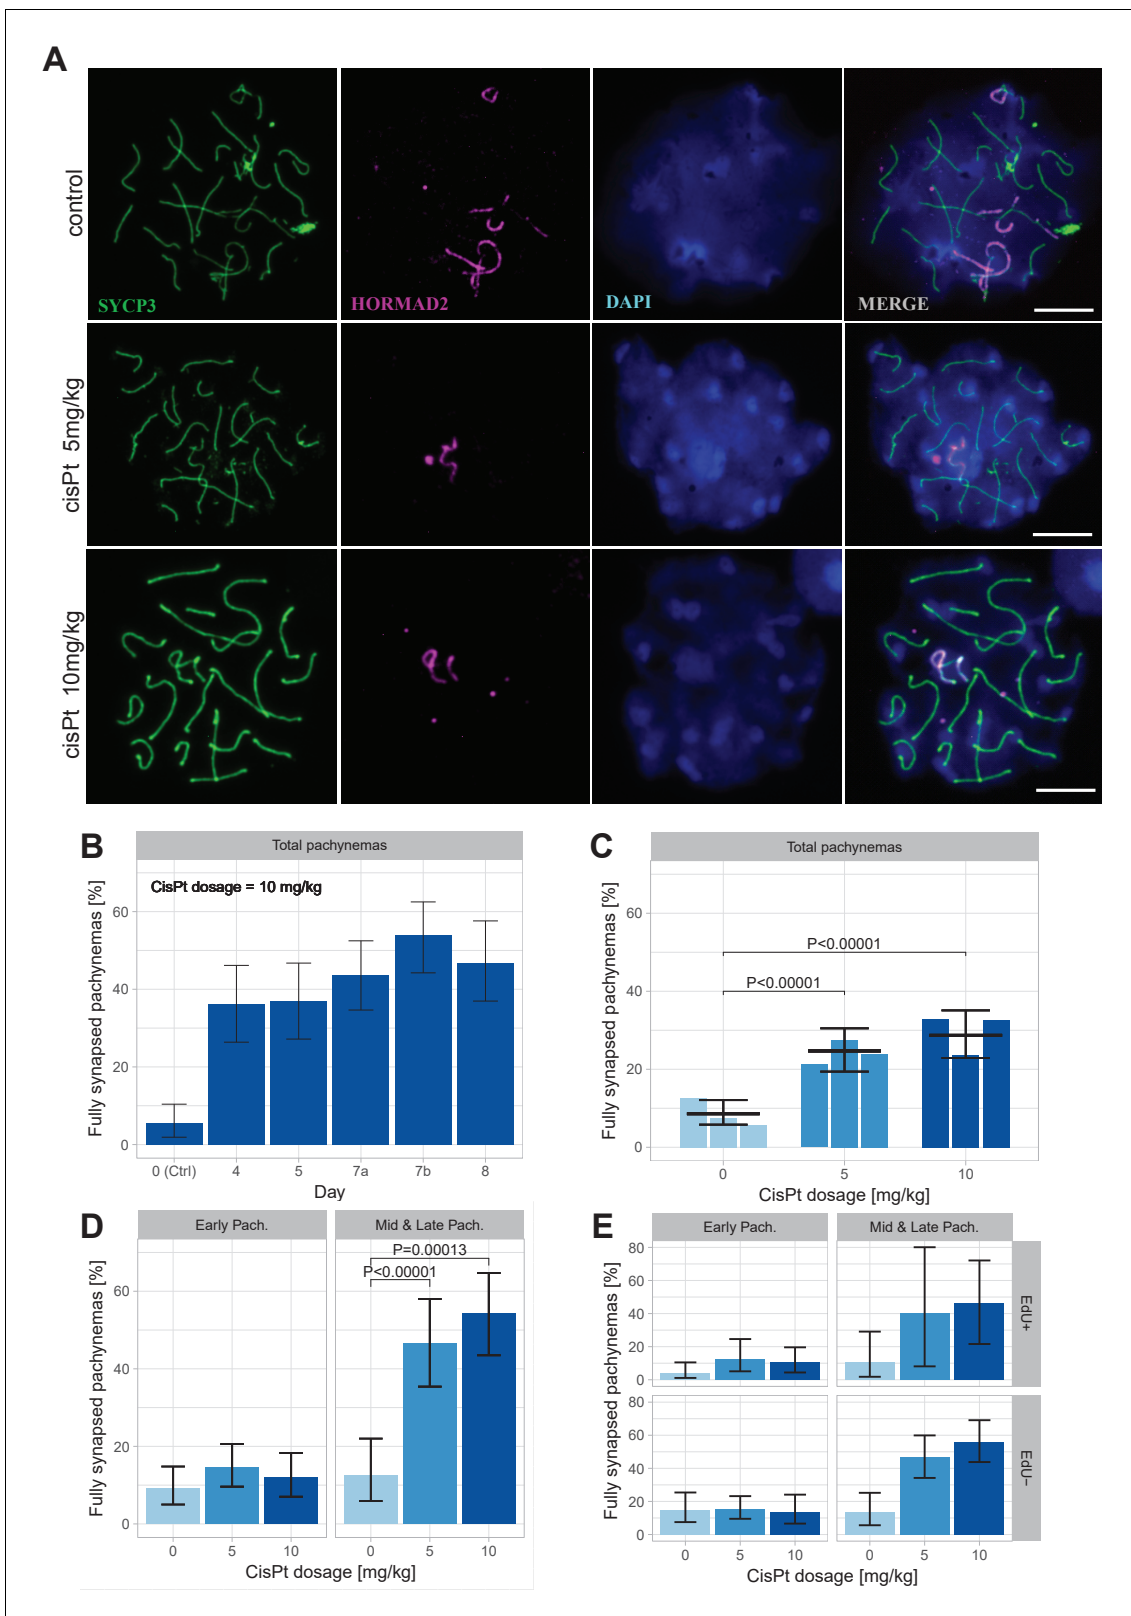 A
control
SYCP3
HORMAD2
DAPI
MERGE
cisPt 5mg/kg
cisPt 10mg/kg
B
Total pachynemas
CisPt dosage = 10 mg/kg
Fully synapsed pachynemas [%]
60
40
20
0
0 (Ctrl) 4 5 7a 7b 8
Day
C
Total pachynemas
Fully synapsed pachynemas [%]
P<0.00001
P<0.00001
60
40
20
0
0 5 10
CisPt dosage [mg/kg]
D
Early Pach. Mid & Late Pach.
Fully synapsed pachynemas [%]
P=0.00013
P<0.00001
60
40
20
0
0 5 10 0 5 10
CisPt dosage [mg/kg]
E
Early Pach. Mid & Late Pach.
Fully synapsed pachynemas [%]
80
60
40
20
0
EdU+
80
60
40
20
0
EdU−
0 5 10 0 5 10
CisPt dosage [mg/kg]